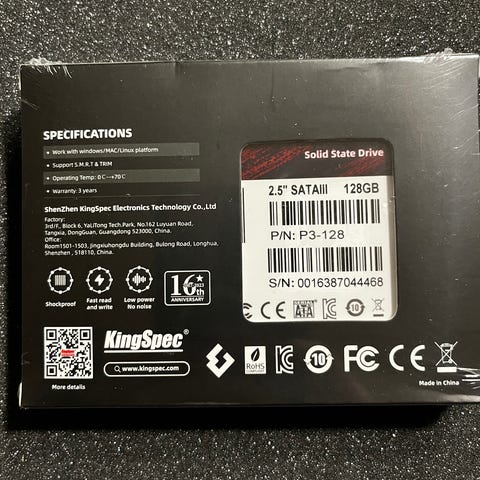 SPECIFICATIONS
Work with windows/MAC/Linux platform
Support S.M.R.T & TRIM
Operating Temp: 0 C--+70 C
Warranty: 3 years
ShenZhen KingSpec Electronics Technology Co.,Ltd
Factory:
3rd/F., Block 6, YaLiTong Tech.Park, No.162 Luyuan Road,
Tangxia, DongGuan, Guangdong 523000, CN.
Office:
Room1501-1503, Jingxiuhongdu Building, Bulong Road, Longhua,
Shenzhen , 518110, China.
Shockproof
Fast read
and write
Low power
No noise
16th
ANNIVERSARY
Solid State Drive
2.5" SATAIII 128GB
P/N: P3-128
S/N: 0016387044468
SATA
10
KingSpec®
www.kingspec.com
More details
RoHS
10
FC CE
Made in China